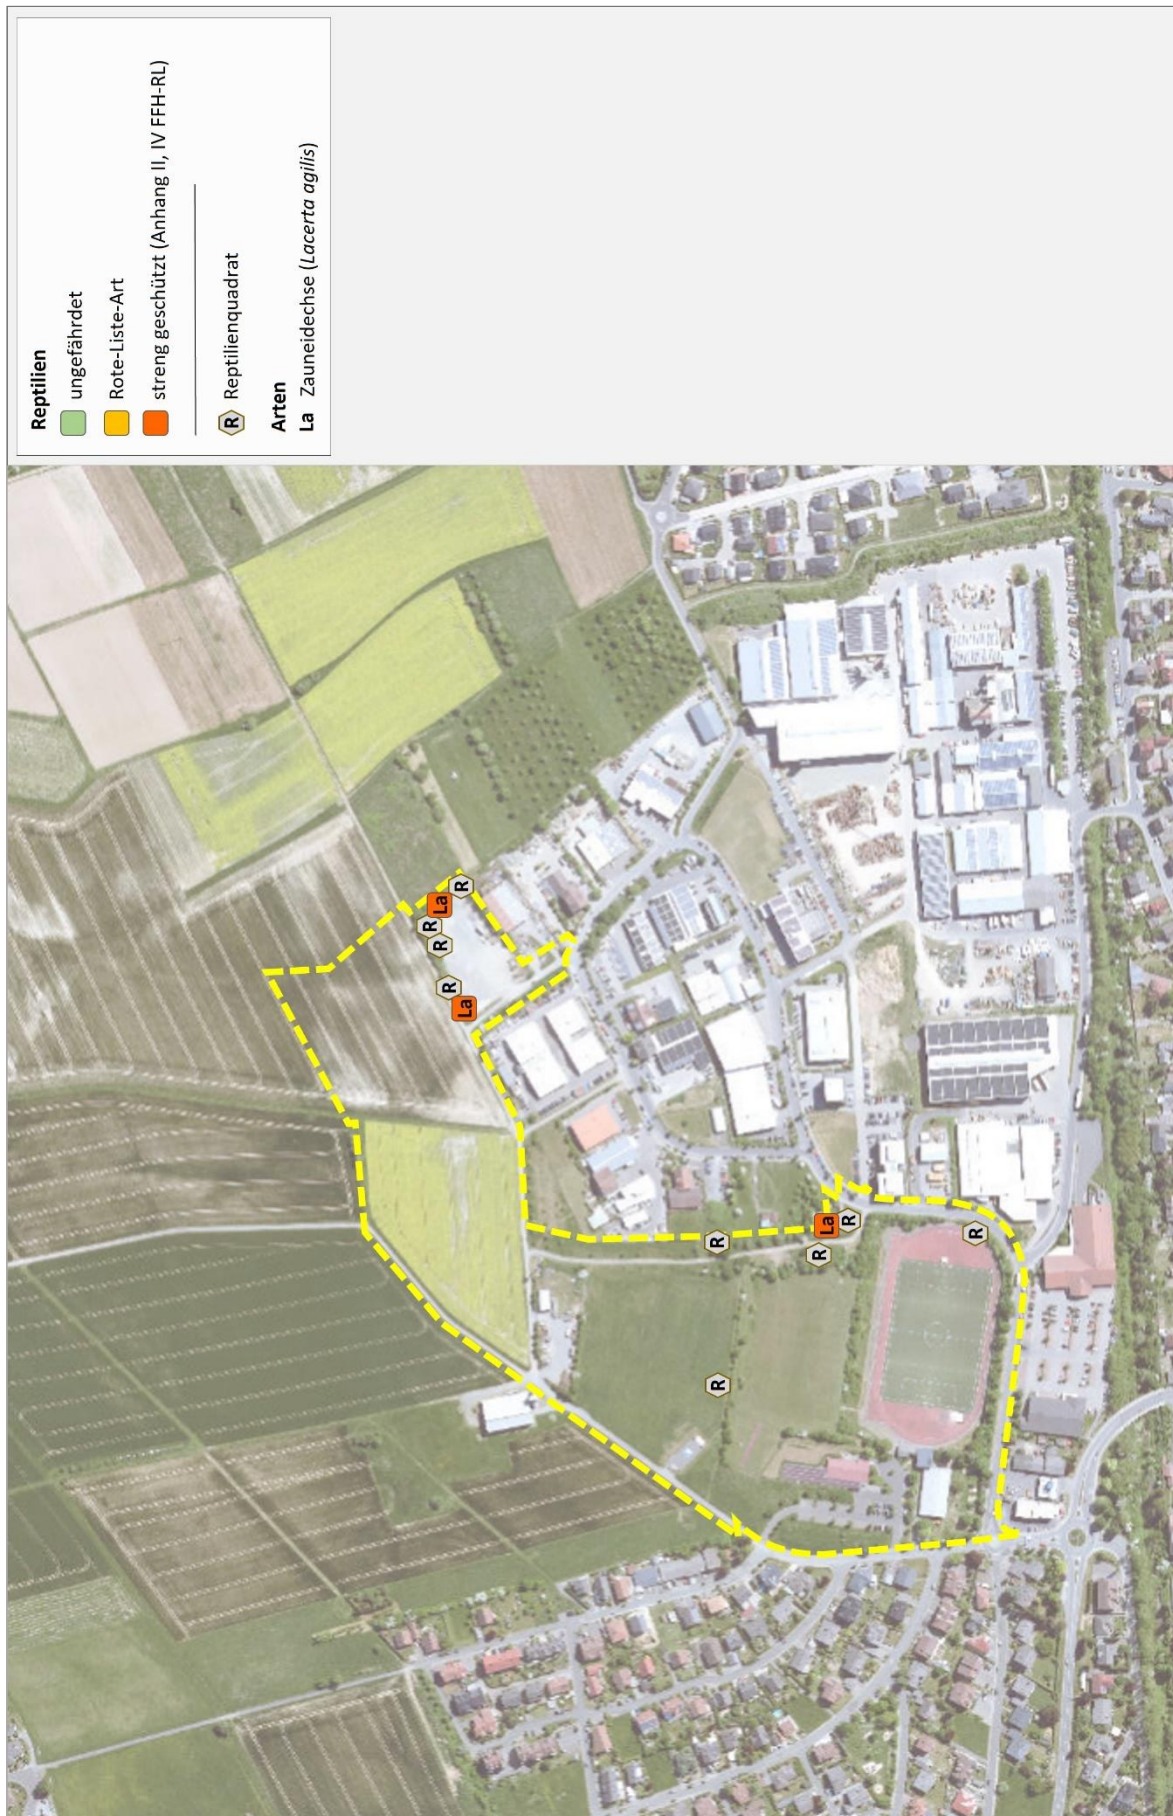 Reptilien
ungefährdet
Rote-Liste-Art
streng geschützt (Anhang II, IV FFH-RL)
R Reptilienquadrat
Arten
La Zauneidechse (Lacerta agilis)
R
La
R
R
R
La
R
La
R
R
R
R